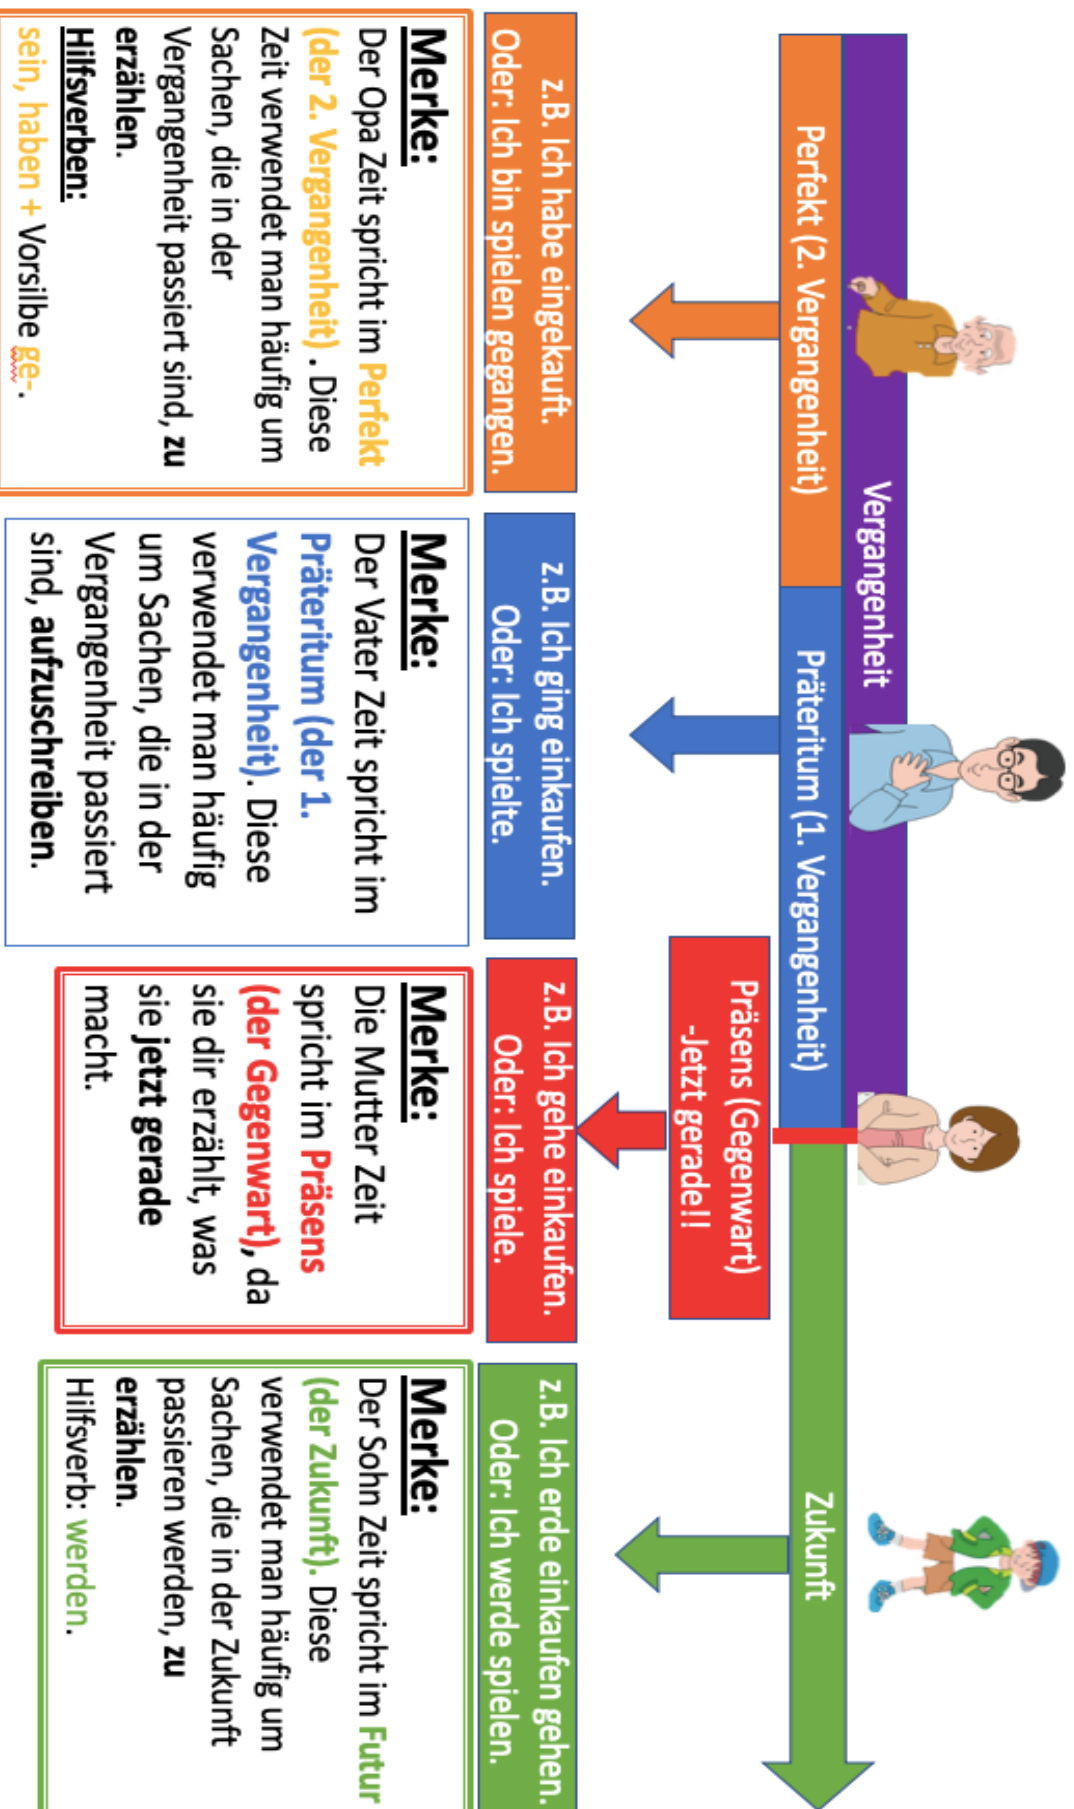 Vergangenheit
Perfekt (2. Vergangenheit)
Präteritum (1. Vergangenheit)
Zukunft
Präsens (Gegenwart)
-Jetzt gerade!!
z.B. Ich habe eingekauft.
Oder: Ich bin spielen gegangen.
z.B. Ich ging einkaufen.
Oder: Ich spielte.
z.B. Ich gehe einkaufen.
Oder: Ich spiele.
z.B. Ich erde einkaufen gehen.
Oder: Ich werde spielen.
Merke:
Der Opa Zeit spricht im Perfekt
(der 2. Vergangenheit) . Diese
Zeit verwendet man häufig um
Sachen, die in der
Vergangenheit passiert sind, zu
erzählen.
Hilfsverben:
sein, haben + Vorsilbe ge-.
Merke:
Der Vater Zeit spricht im
Präteritum (der 1.
Vergangenheit). Diese
verwendet man häufig
um Sachen, die in der
Vergangenheit passiert
sind, aufzuschreiben.
Merke:
Die Mutter Zeit
spricht im Präsens
(der Gegenwart), da
sie dir erzählt, was
sie jetzt gerade
macht.
Merke:
Der Sohn Zeit spricht im Futur
(der Zukunft). Diese
verwendet man häufig um
Sachen, die in der Zukunft
passieren werden, zu
erzählen.
Hilfsverb: werden.